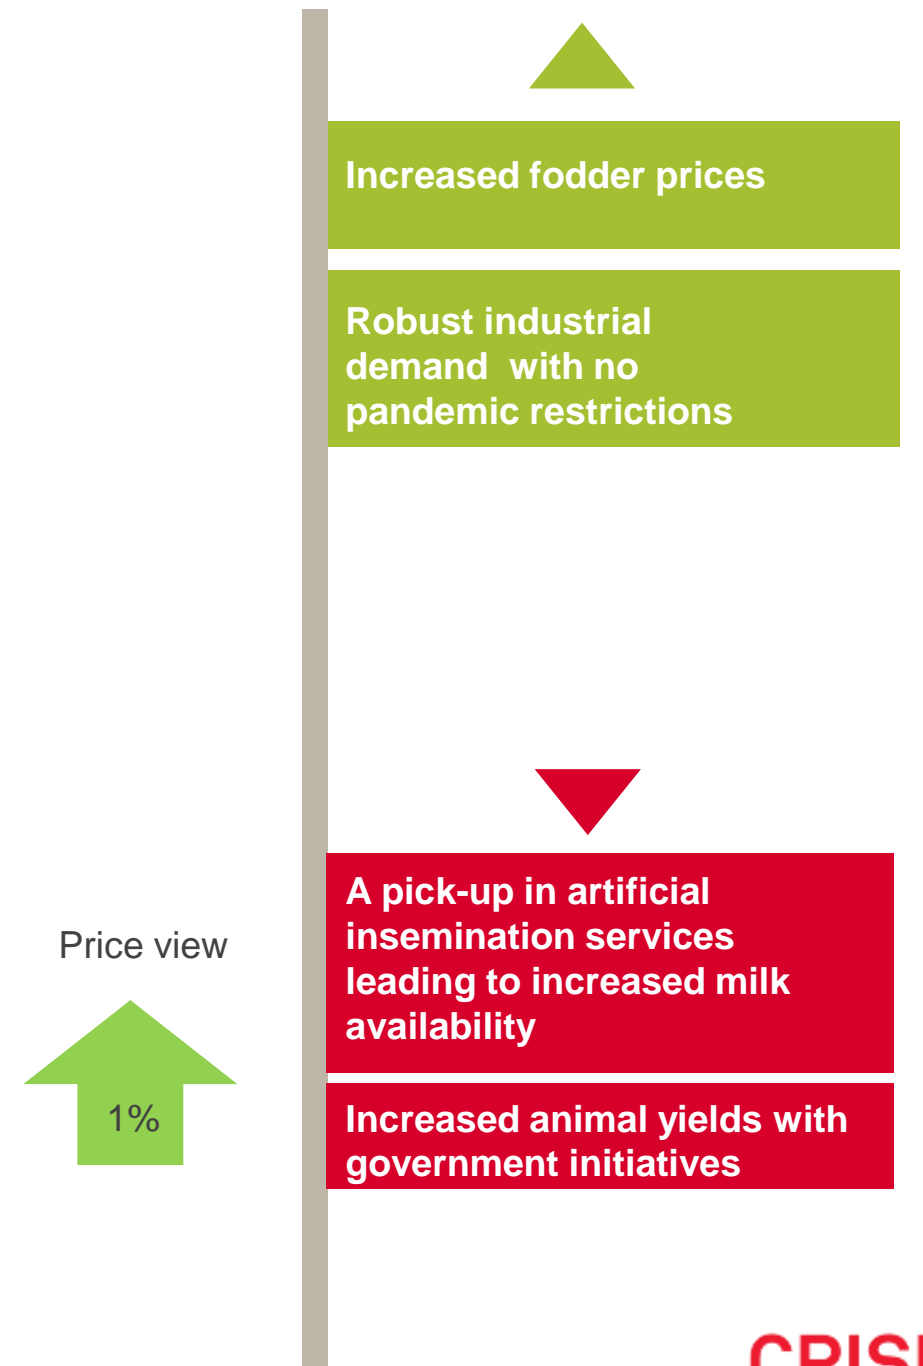 Increased fodder prices
Robust industrial
demand  with no
pandemic restrictions
A pick-up in artificial
insemination services
leading to increased milk
availability
Price view
1%
Increased animal yields with
government initiatives